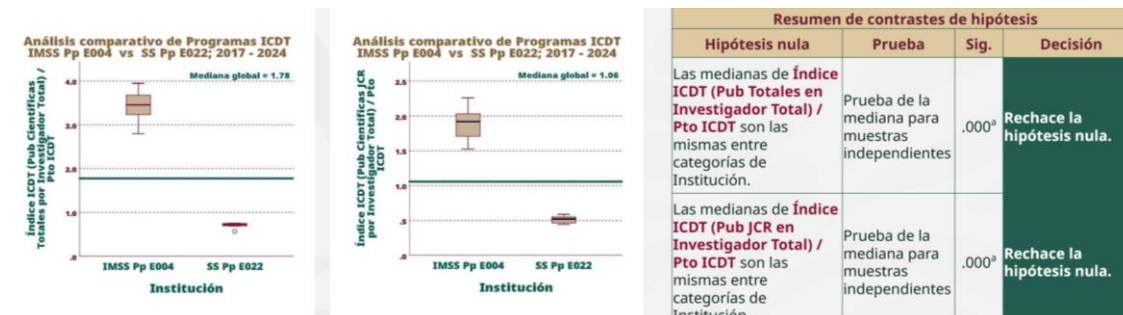 Análisis comparativo de Programas ICDT
IMSS Pp E004 vs SS Pp E022; 2017 - 2024
Mediana global = 1.78
Índice ICDT (Pub Científicas
Totales por Investigador Total) /
Pto ICDT
4.0
3.0
2.0
1.0
.0
IMSS Pp E004 SS Pp E022
Institución
Análisis comparativo de Programas ICDT
IMSS Pp E004 vs SS Pp E022; 2017 - 2024
Mediana global = 1.06
Índice ICDT (Pub Científicas JCR
por Investigador Total) / Pto
ICDT
2.5
2.0
1.5
1.0
.5
.0
IMSS Pp E004 SS Pp E022
Institución
Resumen de contrastes de hipótesis
Hipótesis nula Prueba Sig. Decisión
Las medianas de Índice
ICDT (Pub Totales en
Investigador Total) /
Pto ICDT son las
mismas entre
categorías de
Institución.
Prueba de la
mediana para
muestras
independientes
.000a
Rechace la
hipótesis nula.
Las medianas de Índice
ICDT (Pub JCR en
Investigador Total) /
Pto ICDT son las
mismas entre
categorías de
Institución
Prueba de la
mediana para
muestras
independientes
.000a
Rechace la
hipótesis nula.